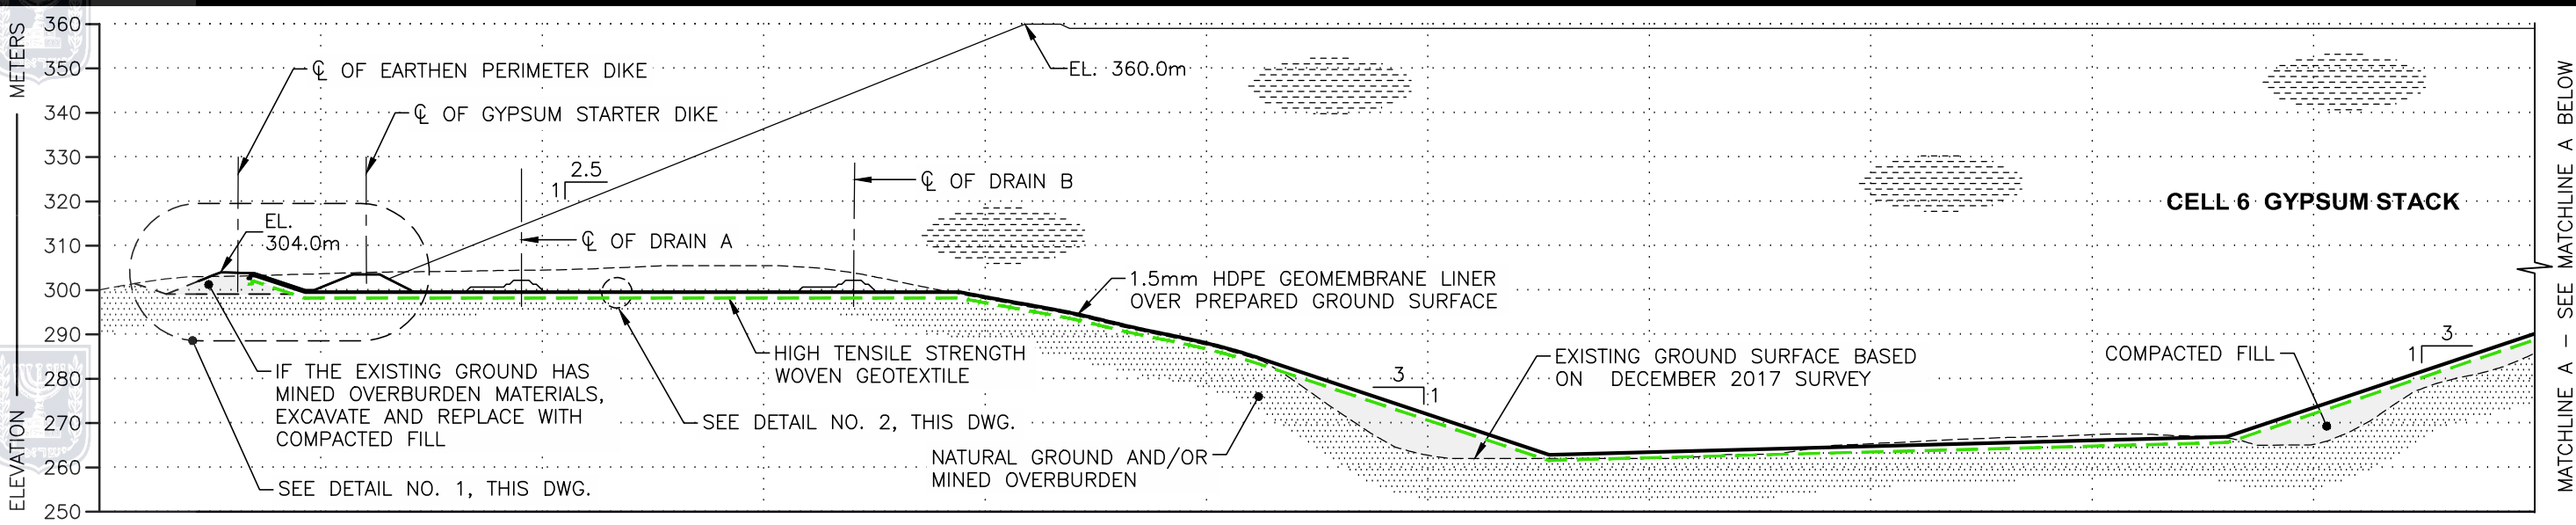 METERS
ELEVATION
360
350
340
330
320
310
300
290
280
270
260
250
℄ OF EARTHEN PERIMETER DIKE
℄ OF GYPSUM STARTER DIKE
EL. 360.0m
2.5
1
℄ OF DRAIN B
℄ OF DRAIN A
EL.
304.0m
CELL 6 GYPSUM STACK
1.5mm HDPE GEOMEMBRANE LINER
OVER PREPARED GROUND SURFACE
HIGH TENSILE STRENGTH
WOVEN GEOTEXTILE
IF THE EXISTING GROUND HAS
MINED OVERBURDEN MATERIALS,
EXCAVATE AND REPLACE WITH
COMPACTED FILL
SEE DETAIL NO. 2, THIS DWG.
SEE DETAIL NO. 1, THIS DWG.
NATURAL GROUND AND/OR
MINED OVERBURDEN
3
1
EXISTING GROUND SURFACE BASED
ON DECEMBER 2017 SURVEY
COMPACTED FILL
3
1
MATCHLINE A - SEE MATCHLINE A BELOW